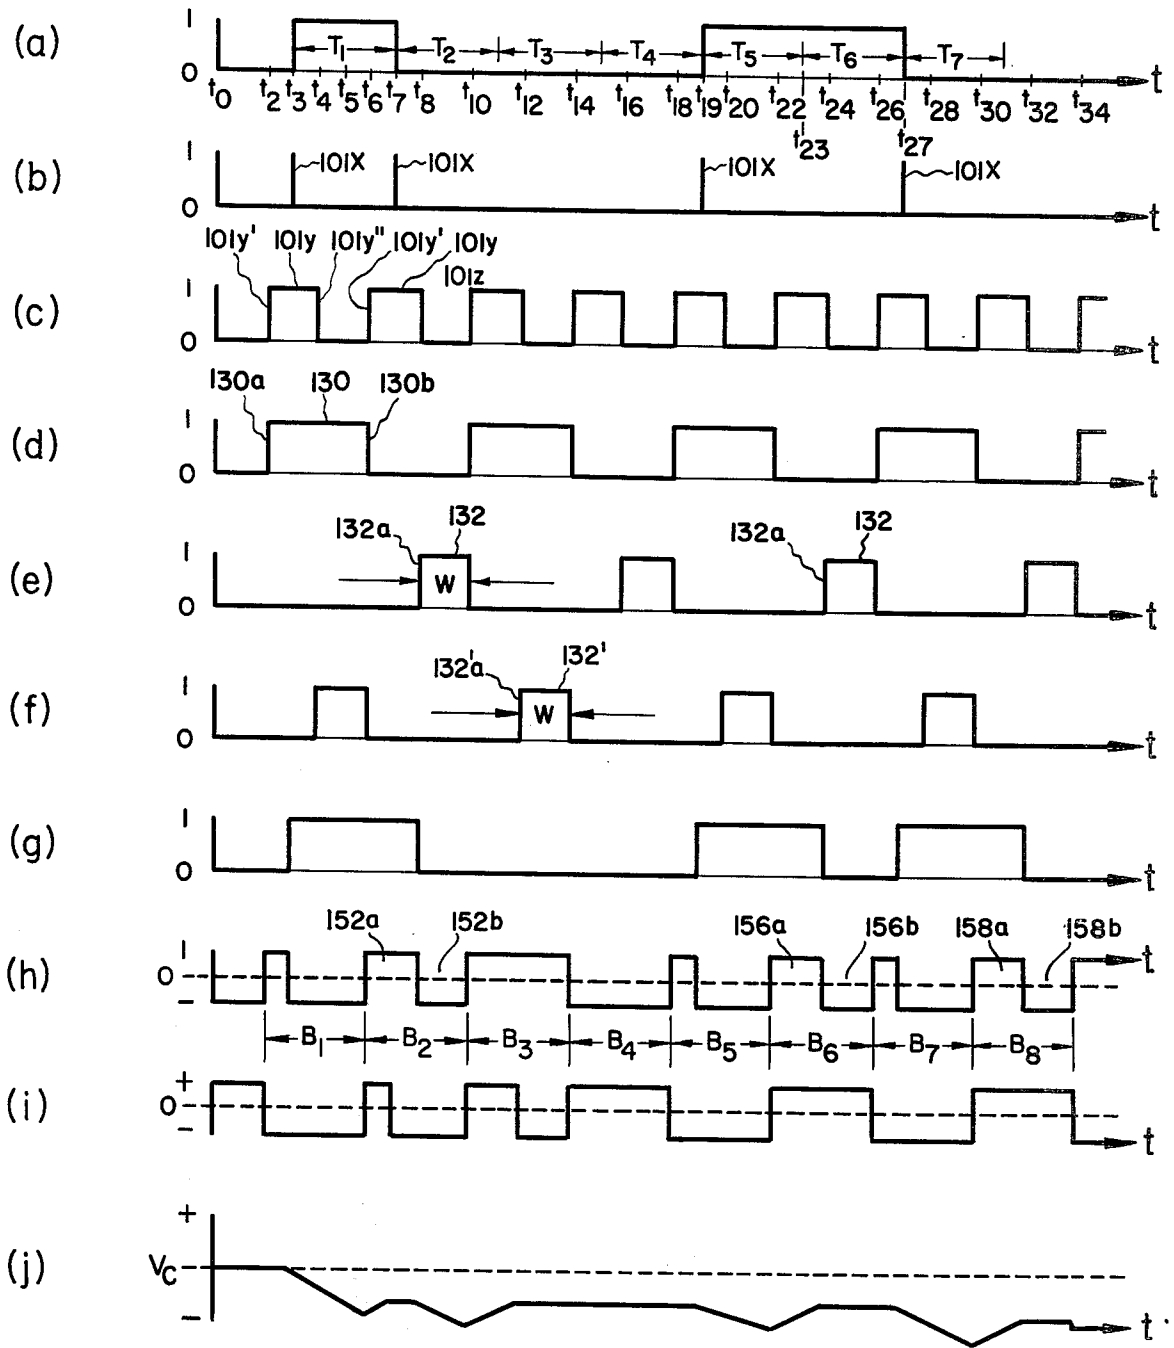 (a) 1 T1 T2 T3 T4 T5 T6 T7
0 t
t0 t2 t3 t4 t5 t6 t7 t8 t10 t12 t14 t16 t18 t19 t20 t22 t24 t26 t28 t30 t32 t34
t'23 t'27
(b) 1 101X 101X 101X 101X
0 t
101y' 101y 101y" 101y' 101y
101z
(c) 1
0 t
130a 130 130b
(d) 1
0 t
132a 132 132a 132
(e) 1
W
0 t
132'a 132'
(f) 1
W
0 t
(g) 1
0 t
152a 152b 156a 156b 158a 158b
(h) 1 t
0
−
B1 B2 B3 B4 B5 B6 B7 B8
(i) +
0
− t
+
(j) VC
− t